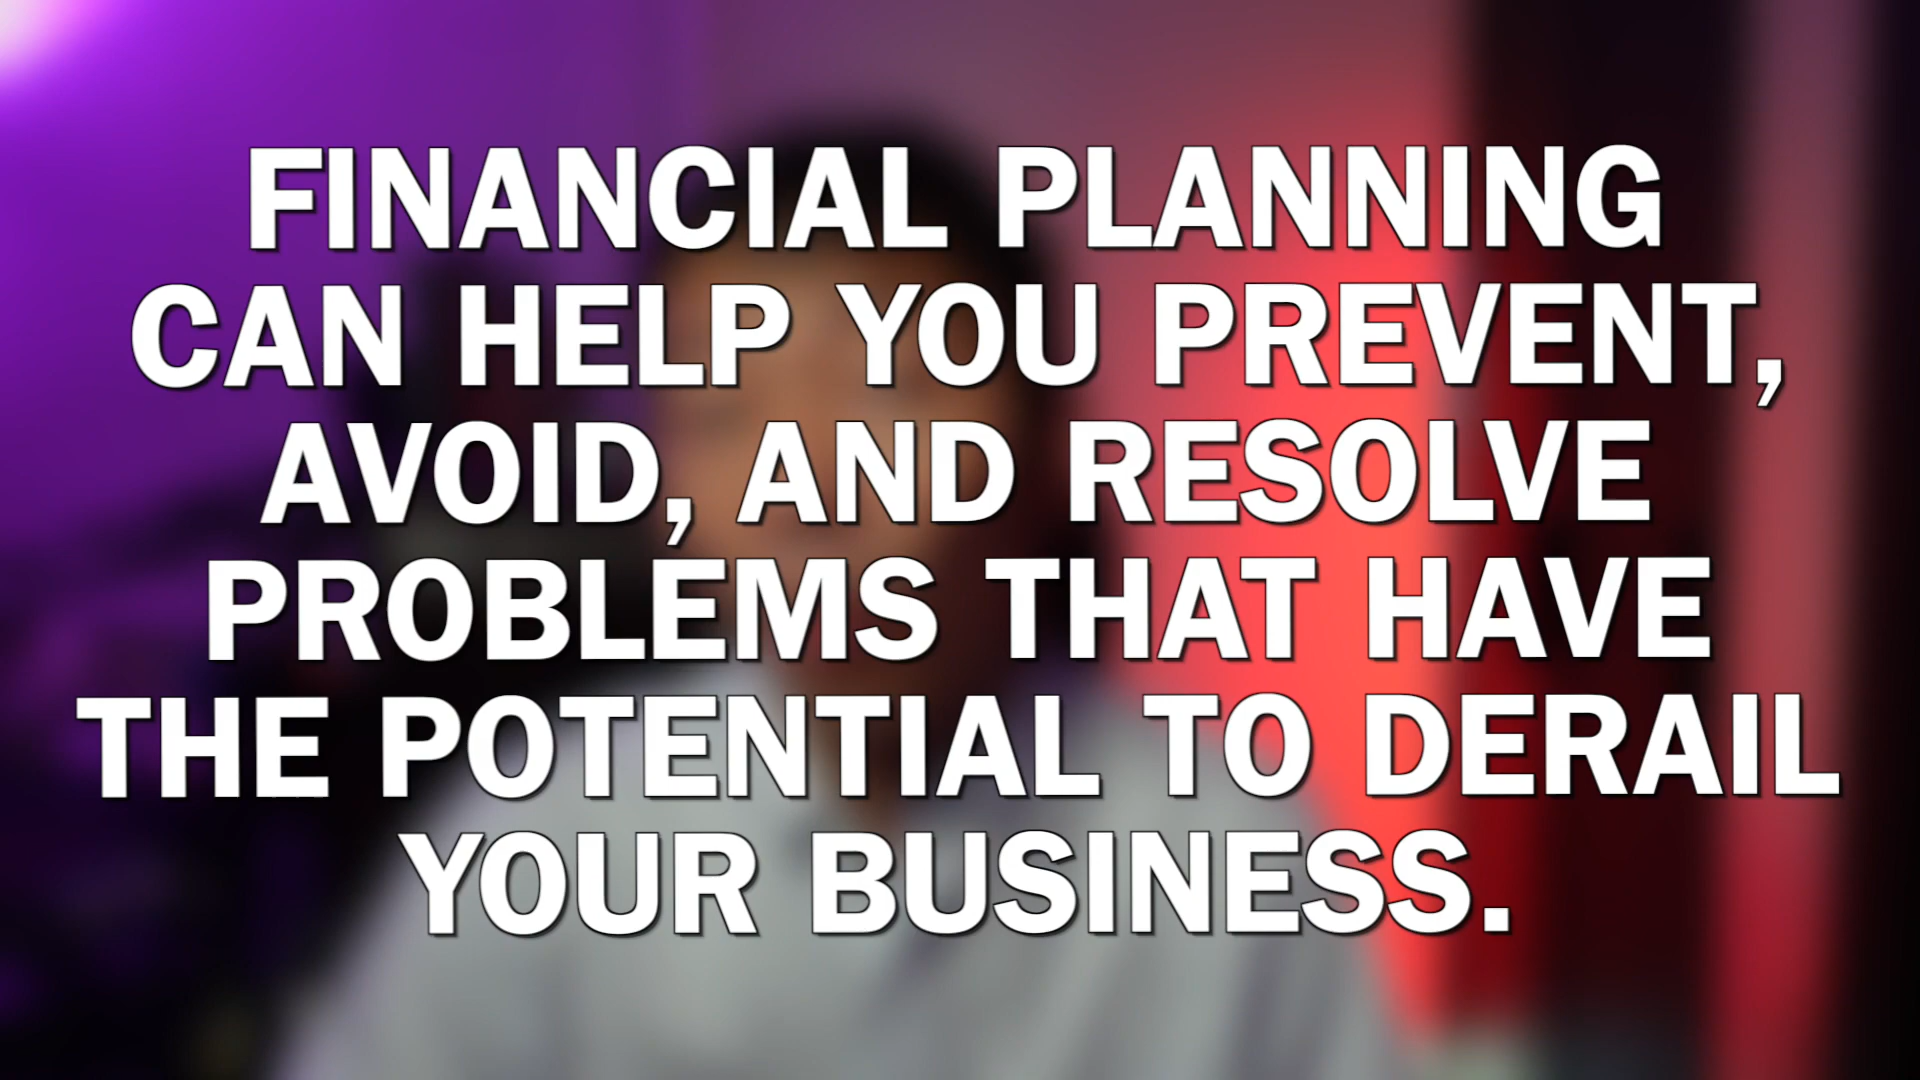 FINANCIAL PLANNING
CAN HELP YOU PREVENT,
AVOID, AND RESOLVE
PROBLEMS THAT HAVE
THE POTENTIAL TO DERAIL
YOUR BUSINESS.